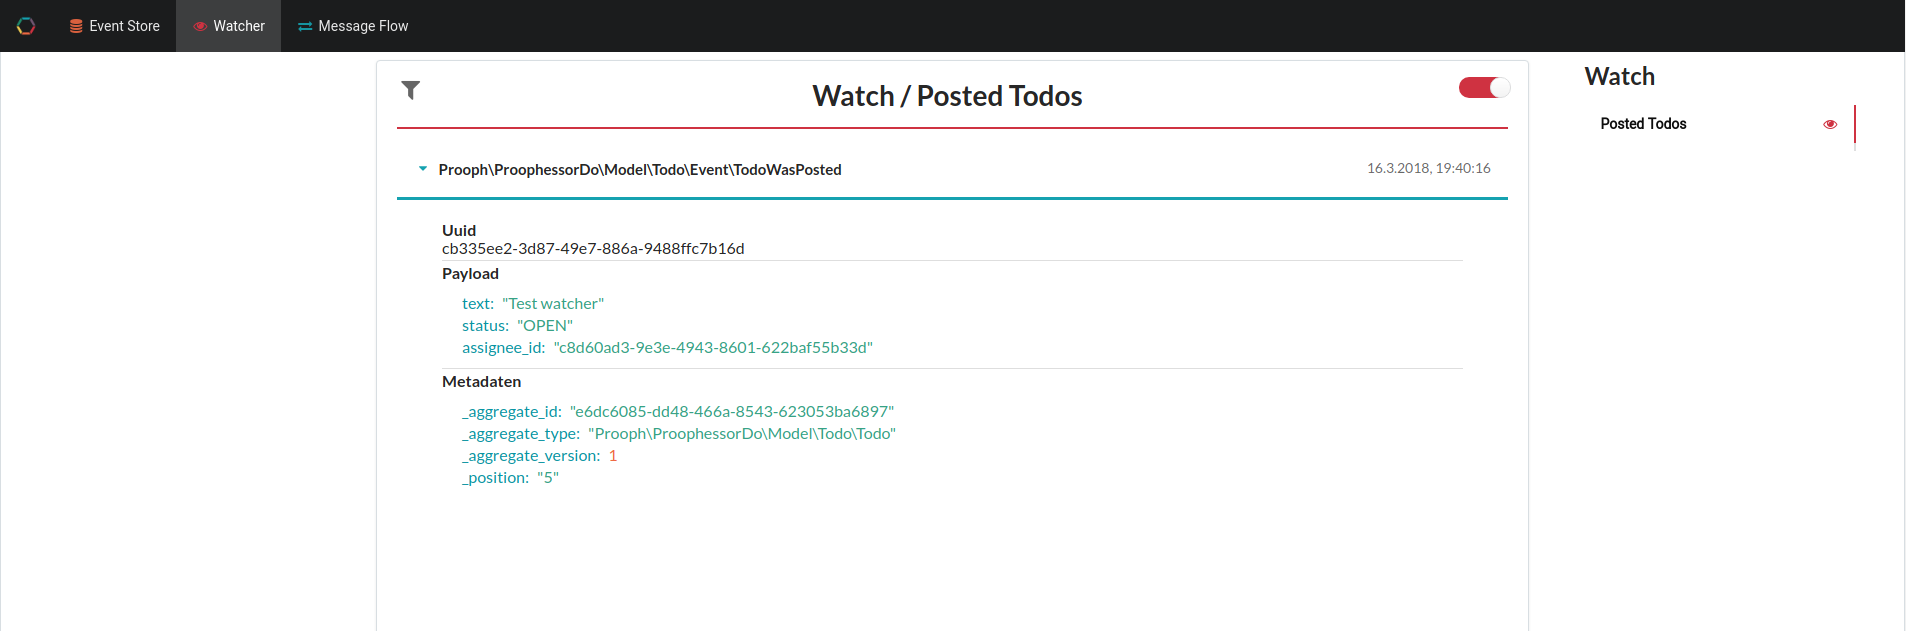 Event Store
Watcher
Message Flow
Watch / Posted Todos
Prooph\ProophessorDo\Model\Todo\Event\TodoWasPosted
16.3.2018, 19:40:16
Uuid
cb335ee2-3d87-49e7-886a-9488ffc7b16d
Payload
text: "Test watcher"
status: "OPEN"
assignee_id: "c8d60ad3-9e3e-4943-8601-622baf55b33d"
Metadaten
_aggregate_id: "e6dc6085-dd48-466a-8543-623053ba6897"
_aggregate_type: "Prooph\ProophessorDo\Model\Todo\Todo"
_aggregate_version: 1
_position: "5"
Watch
Posted Todos